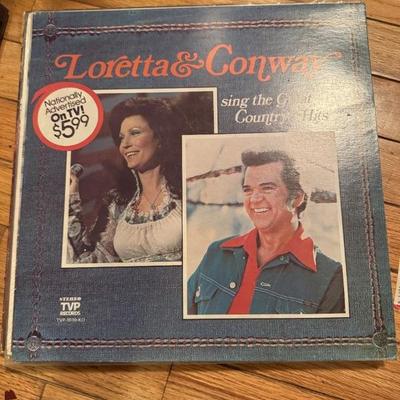 Loretta & Conway
sing the Great
Country Hits
Nationally
Advertised
On TV!
$5.99
STEREO
TVP
RECORDS